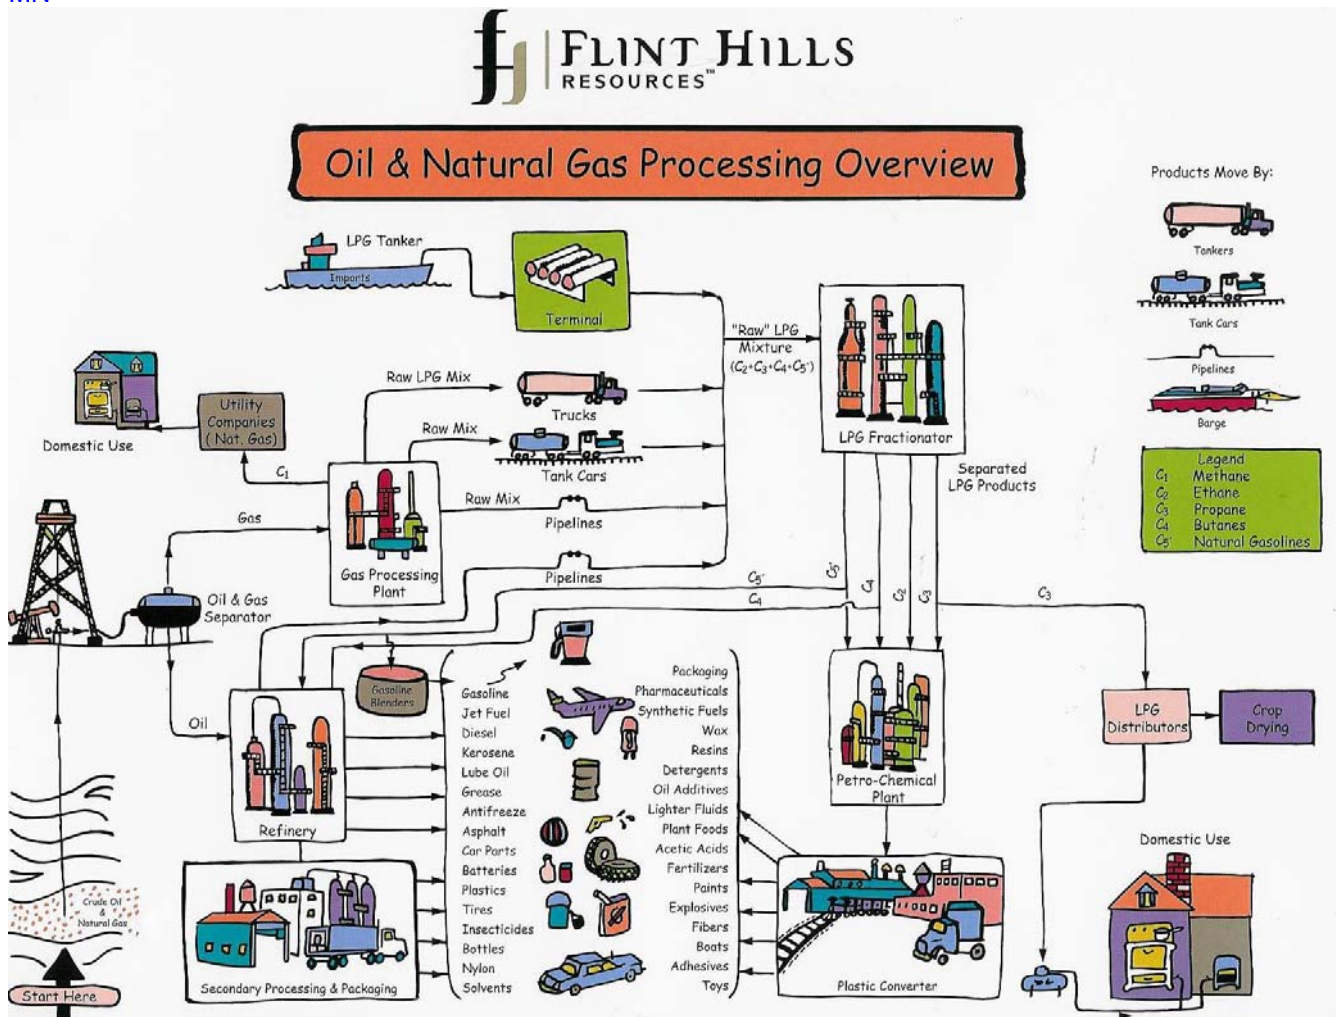 MN
FLINT HILLS
RESOURCES™
Oil & Natural Gas Processing Overview
Products Move By:
Tankers
Tank Cars
Pipelines
Barge
LPG Tanker
Imports
Terminal
"Raw" LPG
Mixture
(C₂+C₃+C₄+C₅⁺)
LPG Fractionator
Raw LPG Mix
Trucks
Raw Mix
Tank Cars
Raw Mix
Pipelines
Pipelines
Utility
Companies
(Nat. Gas)
Domestic Use
C₁
Gas
Gas Processing
Plant
Oil & Gas
Separator
Separated
LPG Products
Legend
C₁ Methane
C₂ Ethane
C₃ Propane
C₄ Butanes
C₅⁺ Natural Gasolines
C₅⁺
C₄
C₅⁺
C₄
C₂
C₃
C₃
Oil
Refinery
Gasoline
Blenders
Gasoline
Jet Fuel
Diesel
Kerosene
Lube Oil
Grease
Antifreeze
Asphalt
Car Parts
Batteries
Plastics
Tires
Insecticides
Bottles
Nylon
Solvents
Packaging
Pharmaceuticals
Synthetic Fuels
Wax
Resins
Detergents
Oil Additives
Lighter Fluids
Plant Foods
Acetic Acids
Fertilizers
Paints
Explosives
Fibers
Boats
Adhesives
Toys
Petro-Chemical
Plant
LPG
Distributors
Crop
Drying
Domestic Use
Plastic Converter
Secondary Processing & Packaging
Crude Oil
&
Natural Gas
Start Here